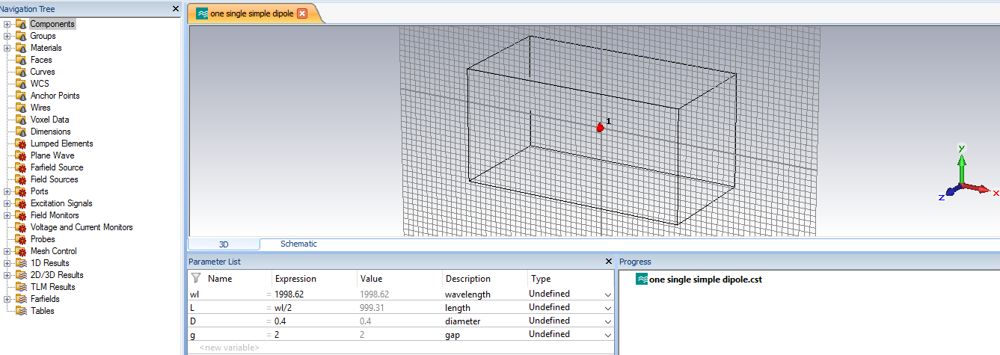 Navigation Tree
Components
Groups
Materials
Faces
Curves
WCS
Anchor Points
Wires
Voxel Data
Dimensions
Lumped Elements
Plane Wave
Farfield Source
Field Sources
Ports
Excitation Signals
Field Monitors
Voltage and Current Monitors
Probes
Mesh Control
1D Results
2D/3D Results
TLM Results
Farfields
Tables
one single simple dipole
1
y
x
z
3D Schematic
Parameter List
Name Expression Value Description Type
wl = 1998.62 1998.62 wavelength Undefined
L = wl/2 999.31 length Undefined
D = 0.4 0.4 diameter Undefined
g = 2 2 gap Undefined
<new variable>
Progress
one single simple dipole.cst